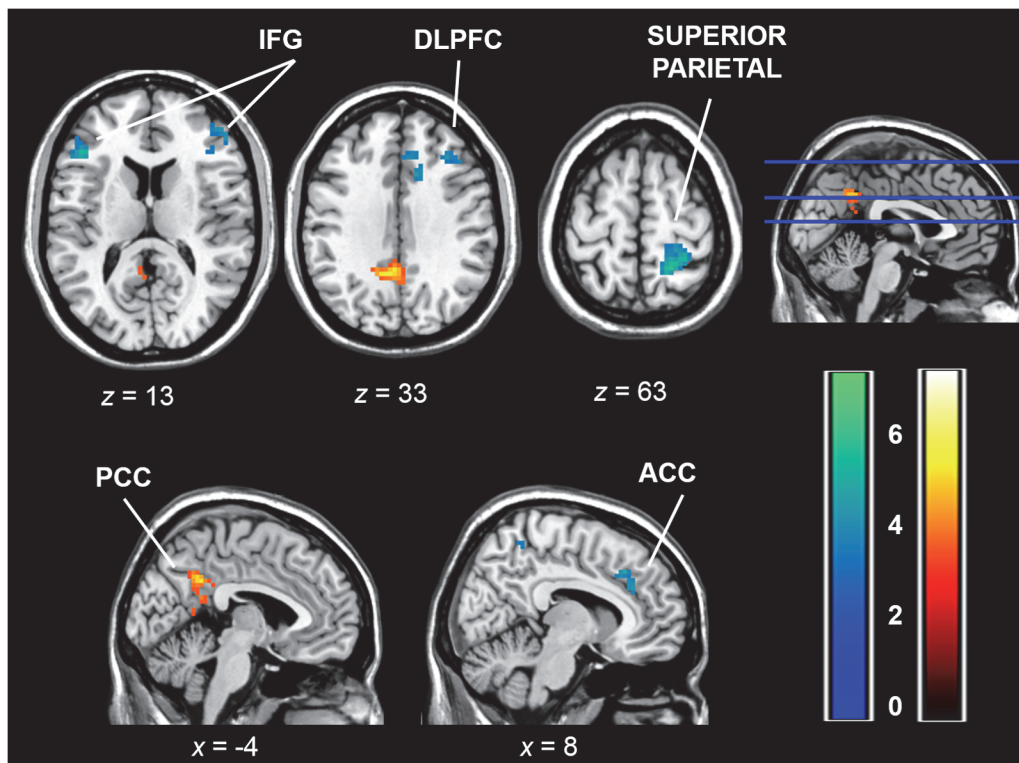 IFG
DLPFC
SUPERIOR
PARIETAL
z = 13
z = 33
z = 63
PCC
ACC
6
4
2
0
x = -4
x = 8